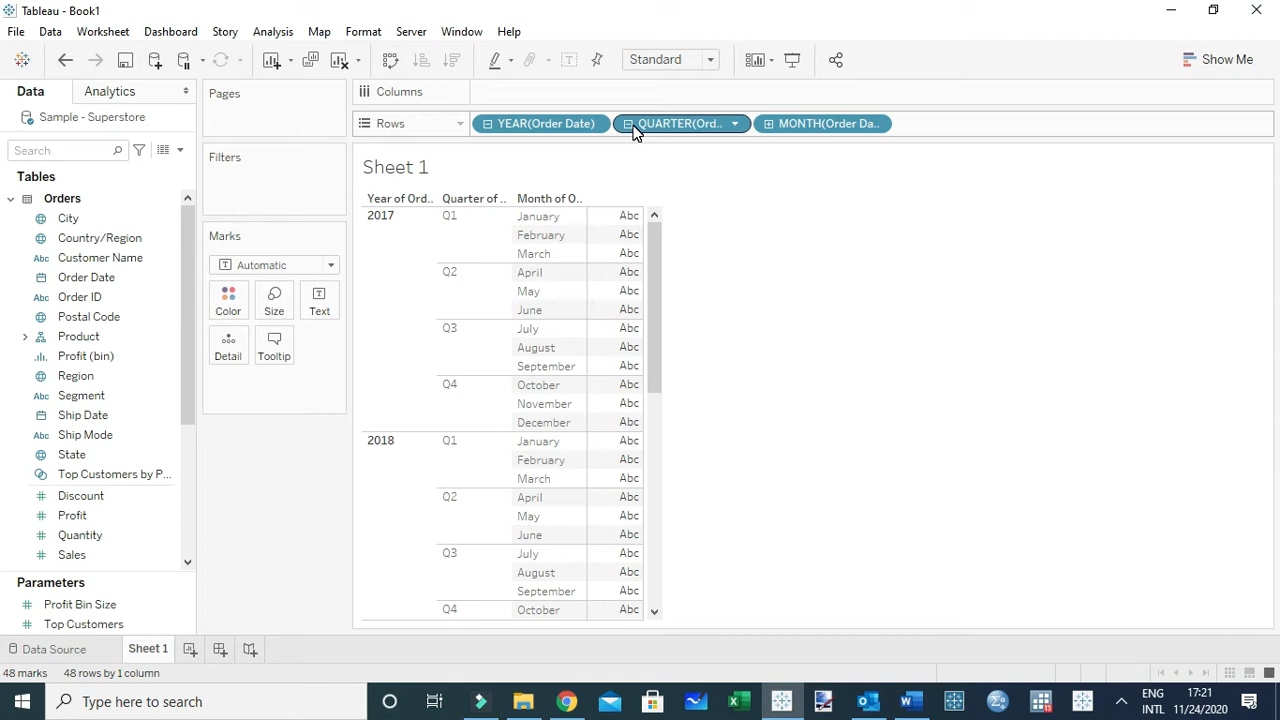 Tableau - Book1
File Data Worksheet Dashboard Story Analysis Map Format Server Window Help
Standard
Show Me
Data Analytics
Sample - Superstore
Search
Tables
Orders
City
Country/Region
Abc Customer Name
Order Date
Abc Order ID
Postal Code
Product
Profit (bin)
Region
Abc Segment
Ship Date
Abc Ship Mode
State
Top Customers by P...
Discount
Profit
Quantity
Sales
Parameters
Profit Bin Size
Top Customers
Pages
Filters
Marks
Automatic
Color Size Text
Detail Tooltip
Columns
Rows YEAR(Order Date) QUARTER(Ord.. MONTH(Order Da..
Sheet 1
Year of Ord.. Quarter of .. Month of O..
2017 Q1 January Abc
February Abc
March Abc
Q2 April Abc
May Abc
June Abc
Q3 July Abc
August Abc
September Abc
Q4 October Abc
November Abc
December Abc
2018 Q1 January Abc
February Abc
March Abc
Q2 April Abc
May Abc
June Abc
Q3 July Abc
August Abc
September Abc
Q4 October Abc
Data Source Sheet 1
48 marks 48 rows by 1 column
Type here to search
ENG 17:21
INTL 11/24/2020